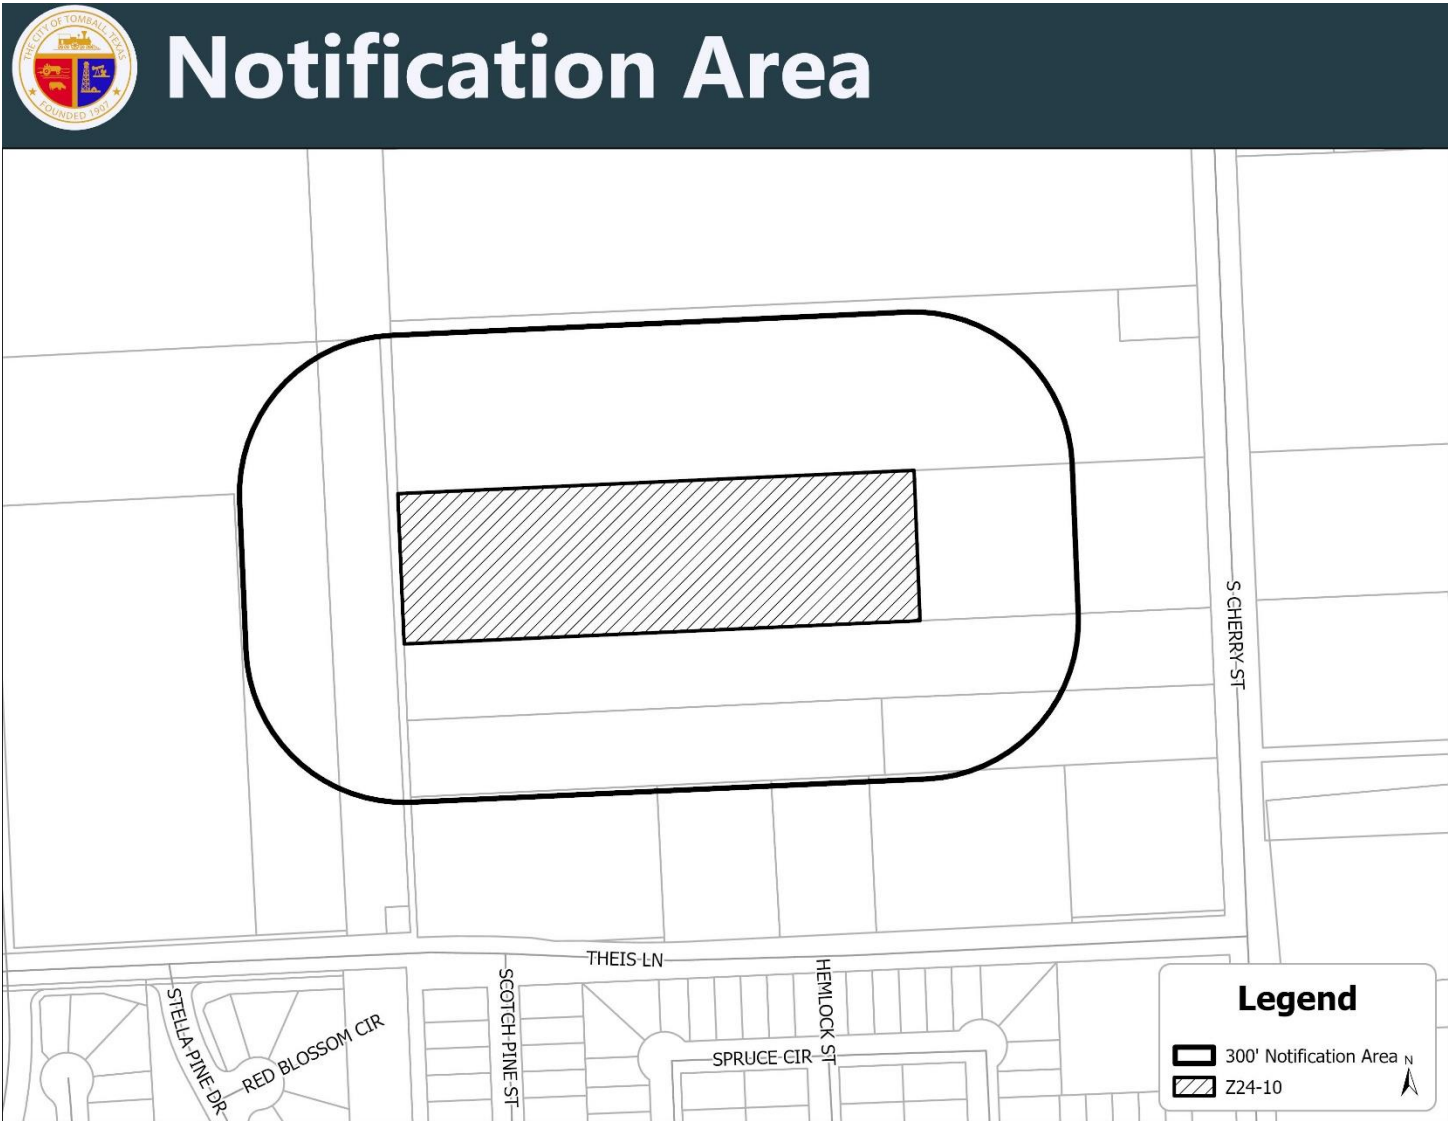 THE CITY OF TOMBALL, TEXAS
FOUNDED 1907
Notification Area
S CHERRY ST
THEIS LN
SCOTCH PINE ST
HEMLOCK ST
STELLA PINE DR
RED BLOSSOM CIR
SPRUCE CIR
Legend
300' Notification Area
N
Z24-10